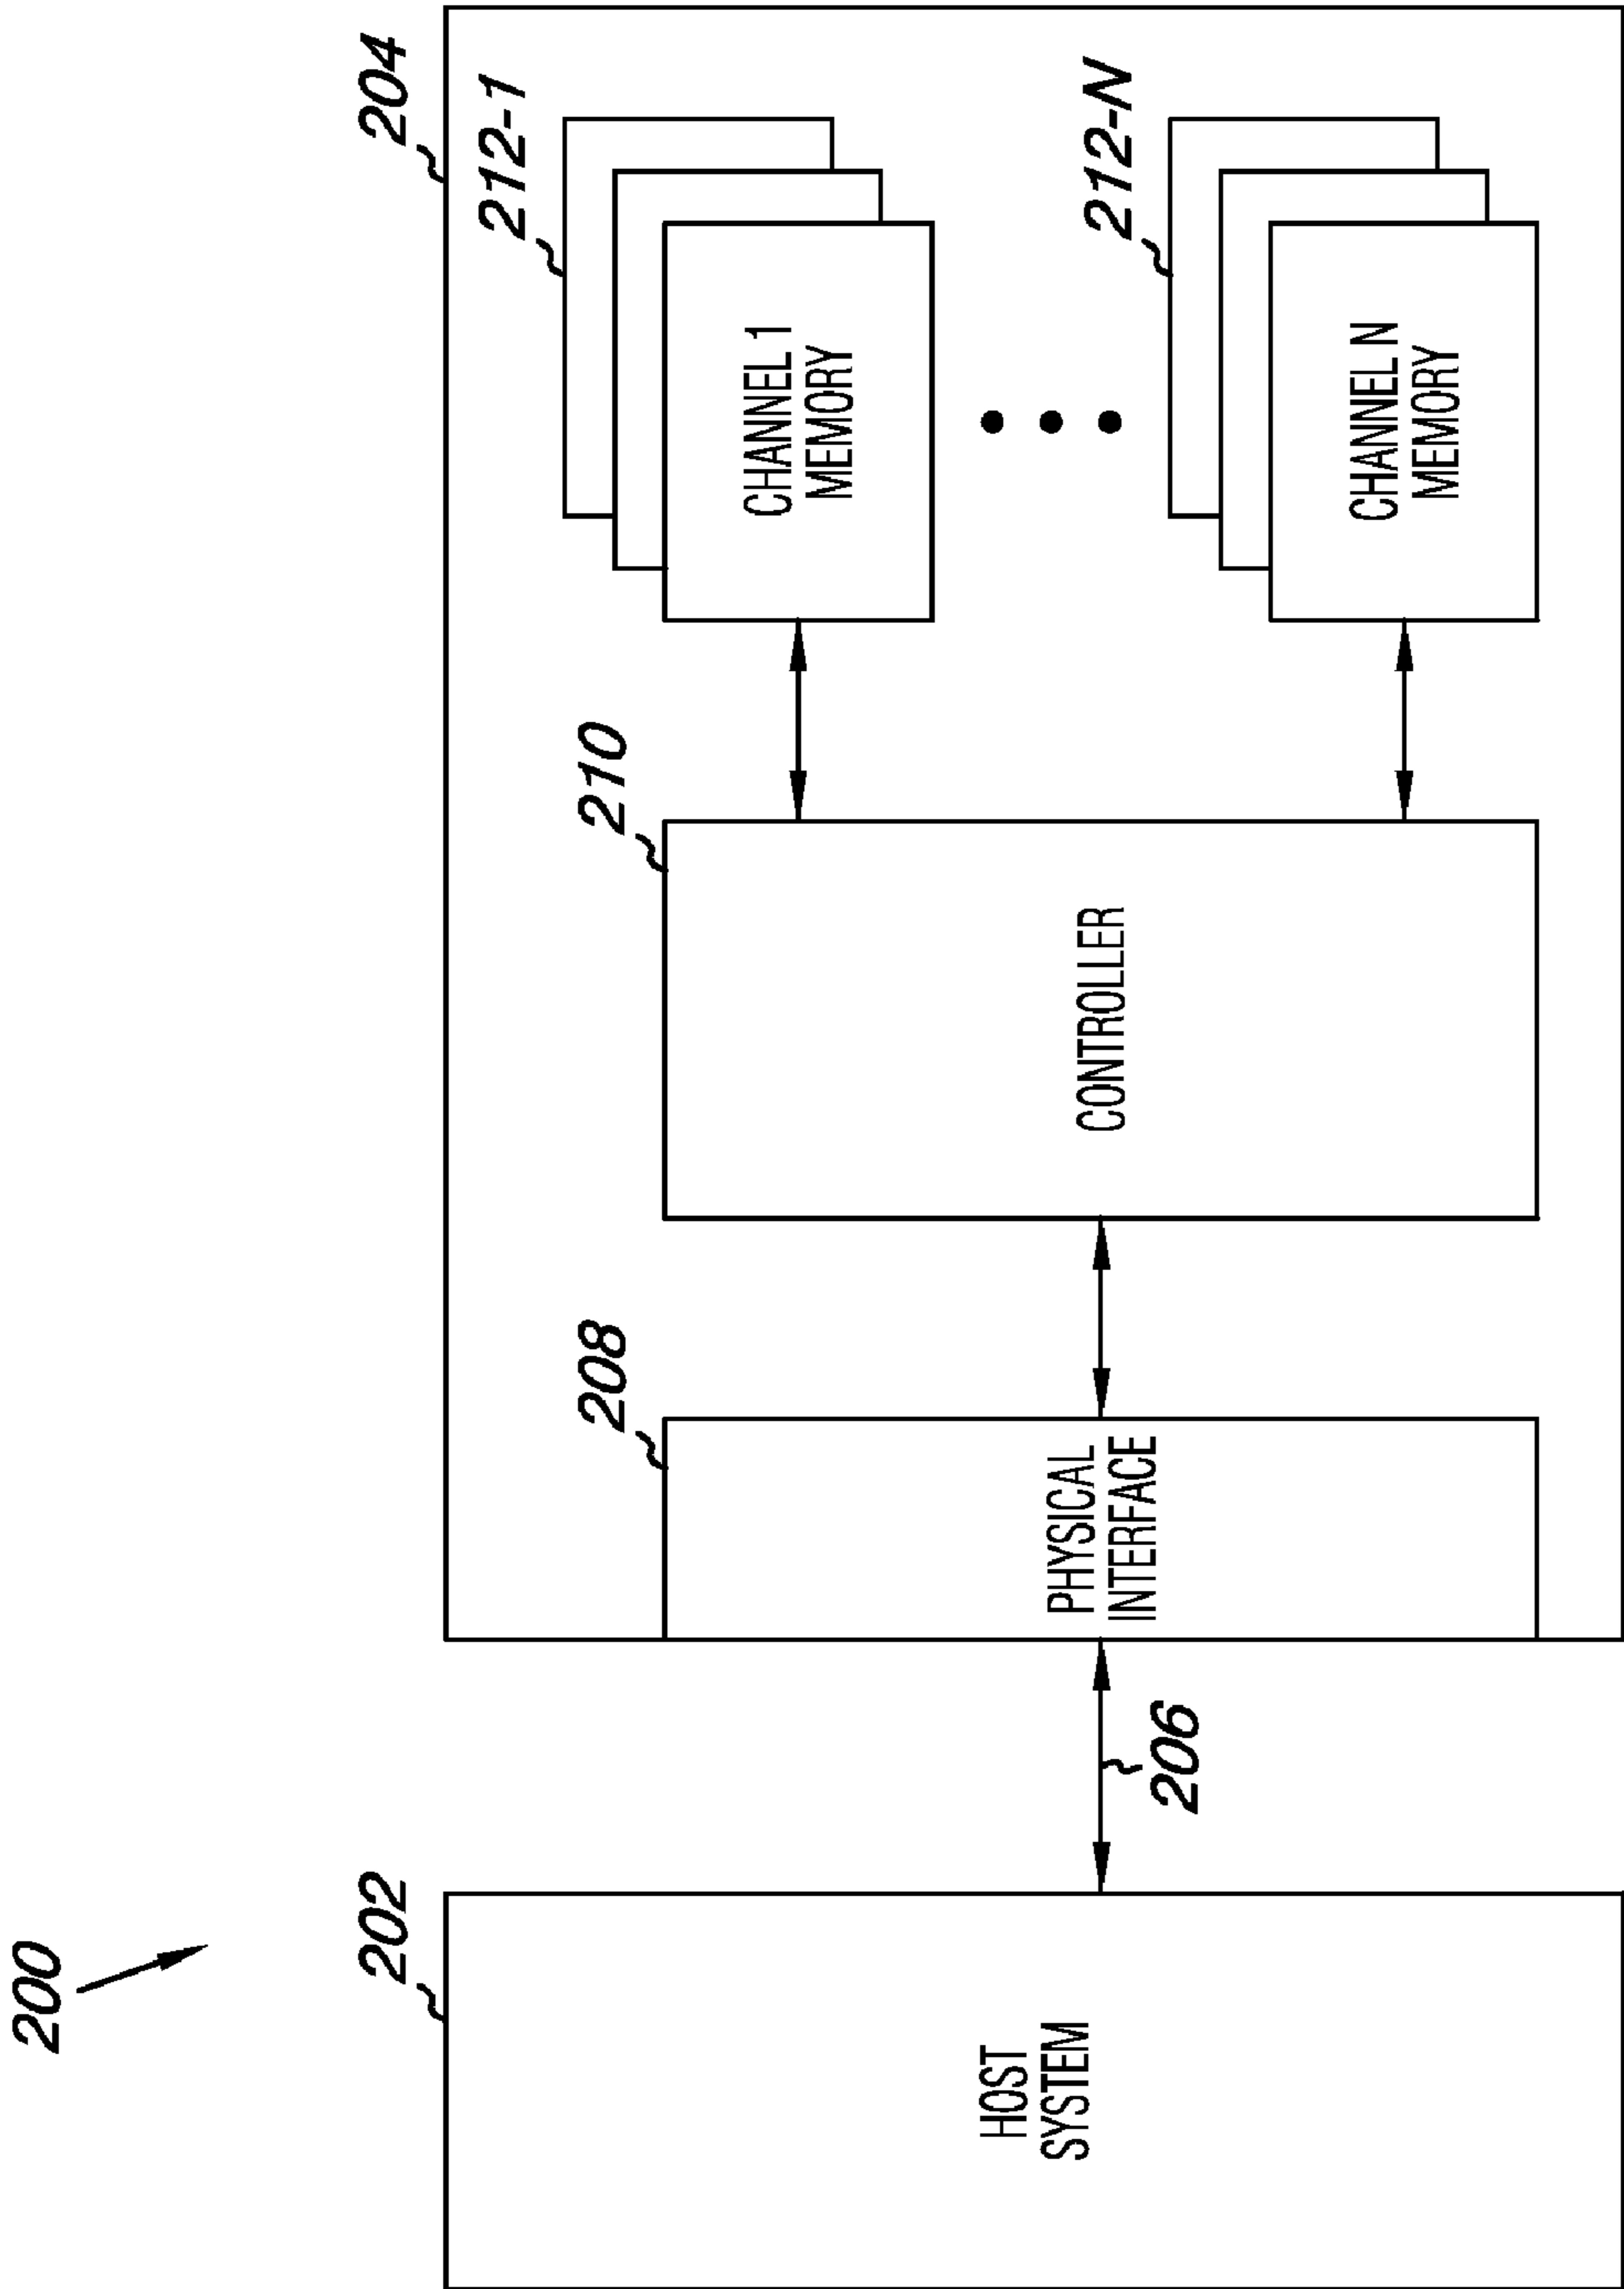 200
202
HOST
SYSTEM
206
204
208
PHYSICAL
INTERFACE
210
CONTROLLER
212-1
CHANNEL 1
MEMORY
212-N
CHANNEL N
MEMORY